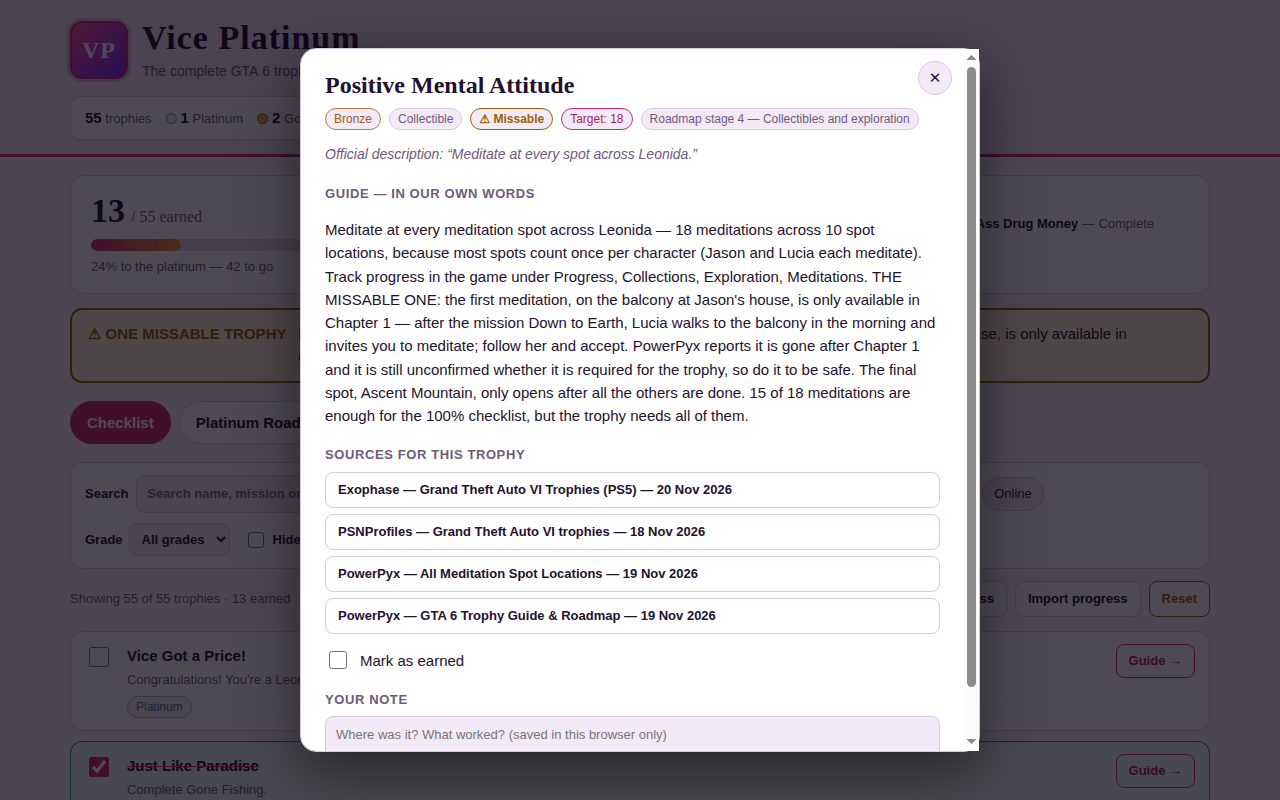 VP
Vice Platinum
The complete GTA 6
55 trophies 1 Platinum 2
13 / 55 earned
24% to the platinum — 42 to go
Ass Drug Money — Complete
⚠ ONE MISSABLE TROPHY
is only available in
Checklist
Platinum
Search
Search name, mission
Online
Grade
All grades
Hide
Showing 55 of 55 trophies · 13 earned
Import progress
Reset
Vice Got a Price!
Congratulations! You're a
Platinum
Guide →
Just Like Paradise
Complete Gone Fishing.
Guide →
Positive Mental Attitude
✕
Bronze Collectible ⚠ Missable Target: 18 Roadmap stage 4 — Collectibles and exploration
Official description: “Meditate at every spot across Leonida.”
GUIDE — IN OUR OWN WORDS
Meditate at every meditation spot across Leonida — 18 meditations across 10 spot
locations, because most spots count once per character (Jason and Lucia each meditate).
Track progress in the game under Progress, Collections, Exploration, Meditations. THE
MISSABLE ONE: the first meditation, on the balcony at Jason's house, is only available in
Chapter 1 — after the mission Down to Earth, Lucia walks to the balcony in the morning and
invites you to meditate; follow her and accept. PowerPyx reports it is gone after Chapter 1
and it is still unconfirmed whether it is required for the trophy, so do it to be safe. The final
spot, Ascent Mountain, only opens after all the others are done. 15 of 18 meditations are
enough for the 100% checklist, but the trophy needs all of them.
SOURCES FOR THIS TROPHY
Exophase — Grand Theft Auto VI Trophies (PS5) — 20 Nov 2026
PSNProfiles — Grand Theft Auto VI trophies — 18 Nov 2026
PowerPyx — All Meditation Spot Locations — 19 Nov 2026
PowerPyx — GTA 6 Trophy Guide & Roadmap — 19 Nov 2026
Mark as earned
YOUR NOTE
Where was it? What worked? (saved in this browser only)